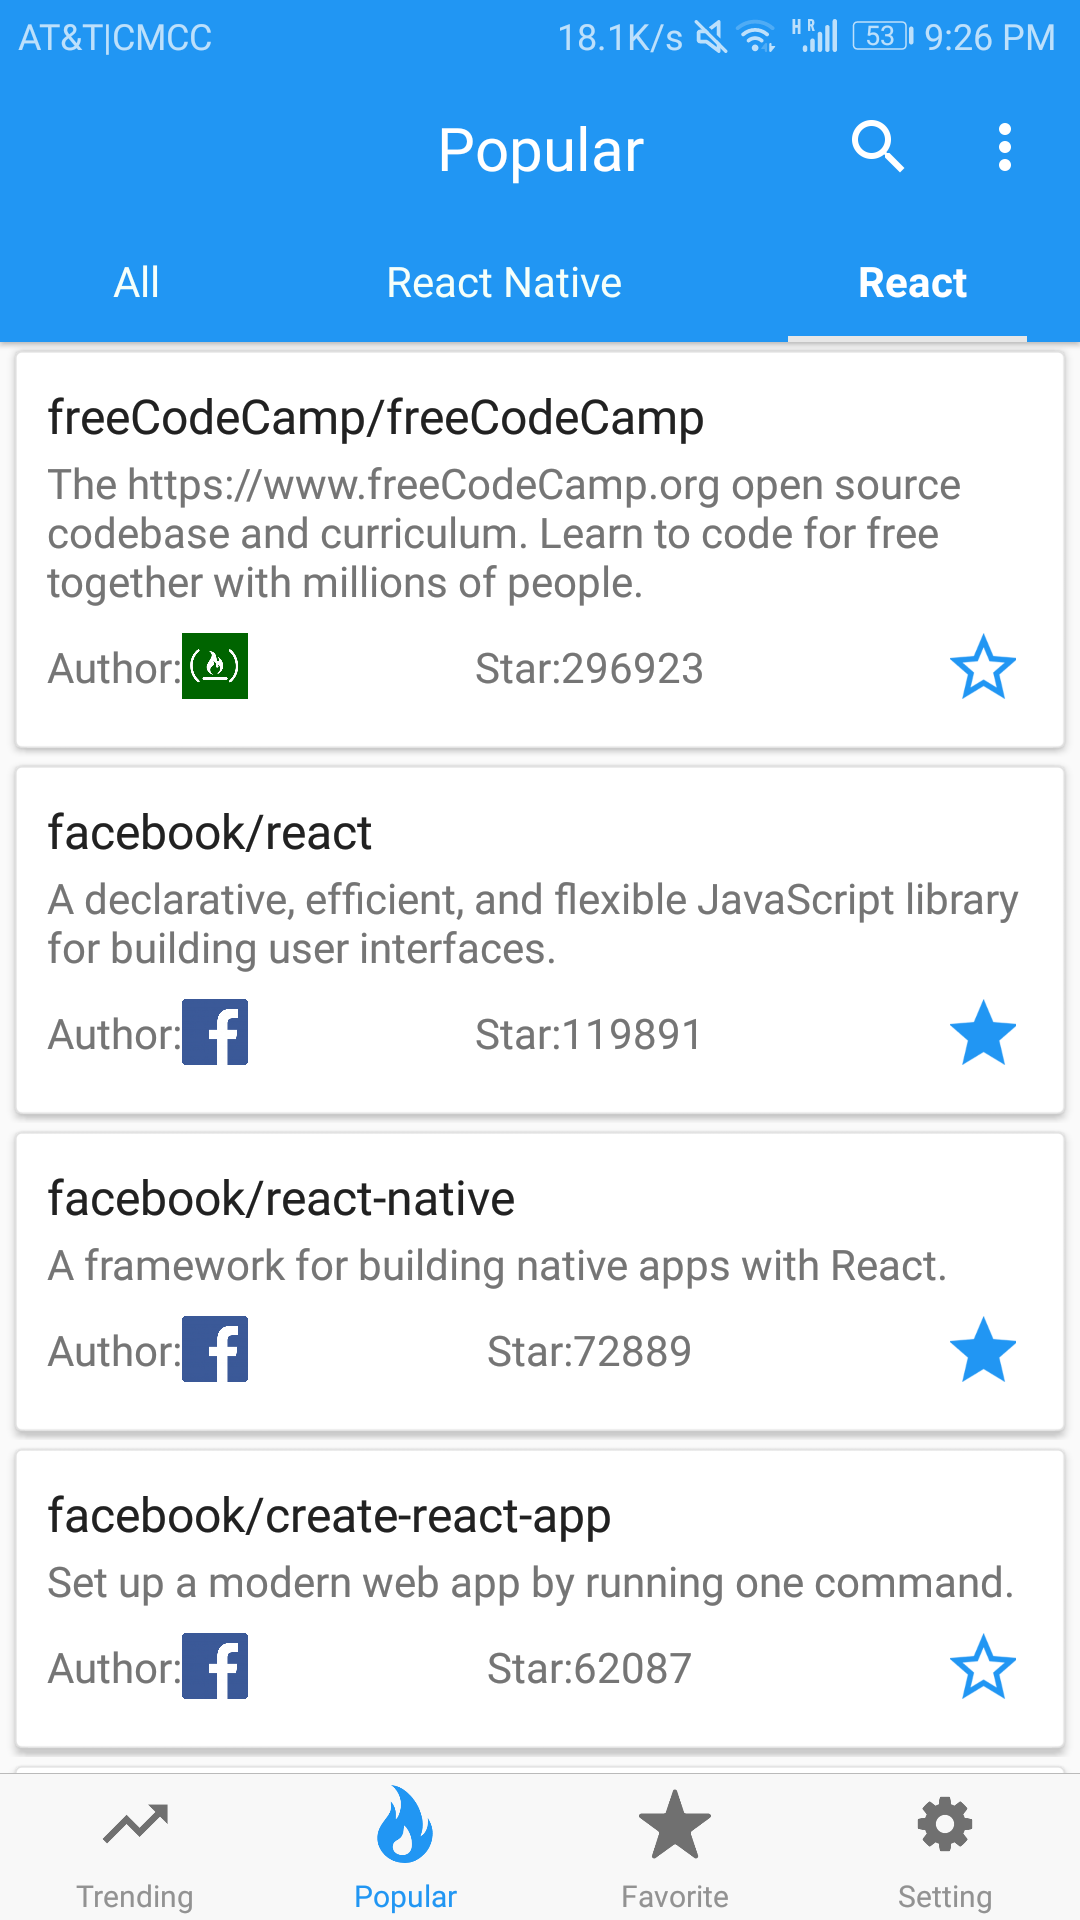 AT&T|CMCC 18.1K/s H R 53 9:26 PM
Popular
All React Native React
freeCodeCamp/freeCodeCamp
The https://www.freeCodeCamp.org open source
codebase and curriculum. Learn to code for free
together with millions of people.
Author: Star:296923
facebook/react
A declarative, efficient, and flexible JavaScript library
for building user interfaces.
Author: Star:119891
facebook/react-native
A framework for building native apps with React.
Author: Star:72889
facebook/create-react-app
Set up a modern web app by running one command.
Author: Star:62087
Trending Popular Favorite Setting